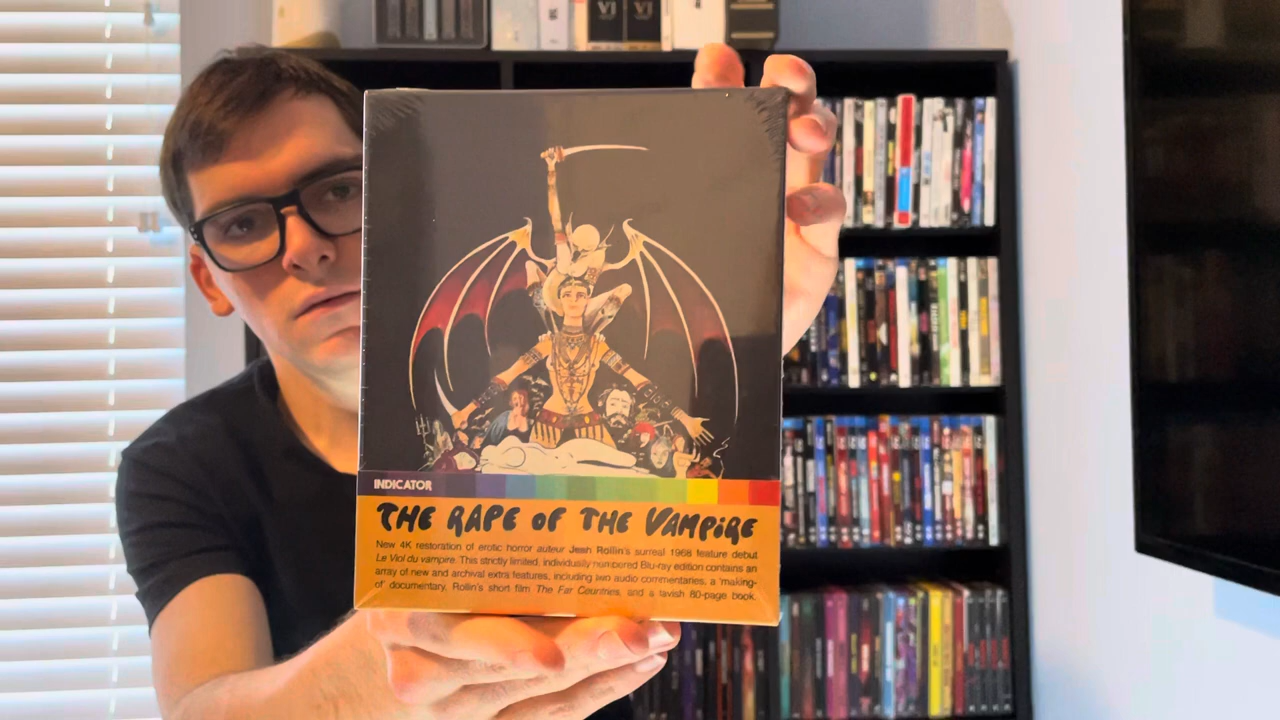 VJ VJ
INDICATOR
THE RAPE OF THE VAMPIRE
New 4K restoration of erotic horror auteur Jean Rollin's surreal 1968 feature debut
Le Viol du vampire. This strictly limited, individually numbered Blu-ray edition contains an
array of new and archival extra features, including two audio commentaries, a 'making-
of' documentary, Rollin's short film The Far Countries, and a lavish 80-page book.